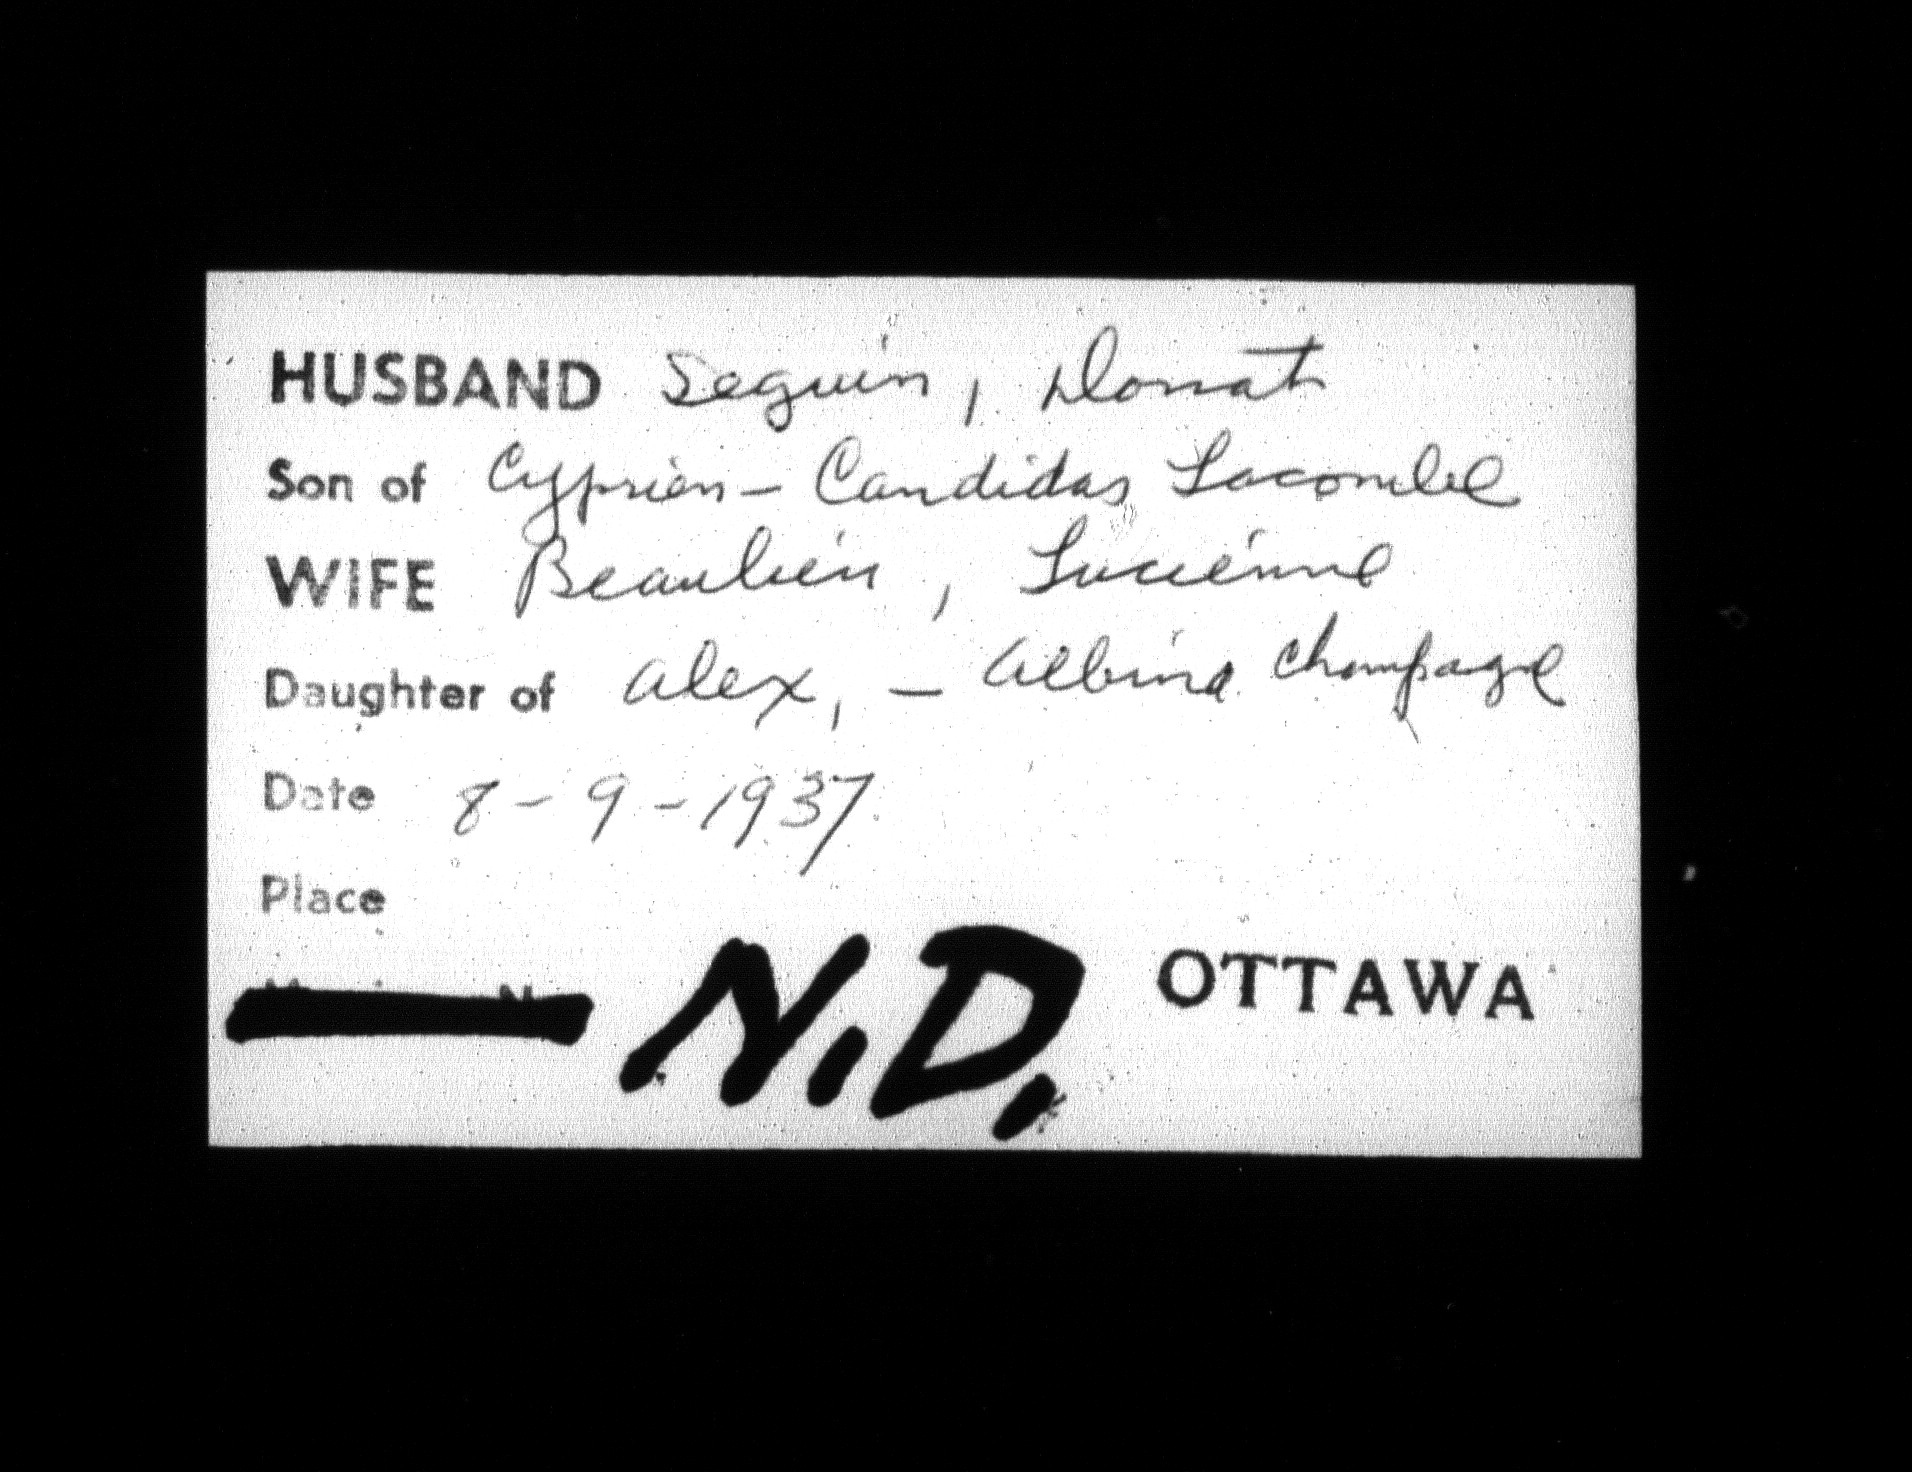 HUSBAND Seguin, Donat
Son of Cyprien - Candidas Lacombe
WIFE Beaulieu, Lucienne
Daughter of Alex, - Albina Champagne
Date 8-9-1937
Place
N.D. OTTAWA